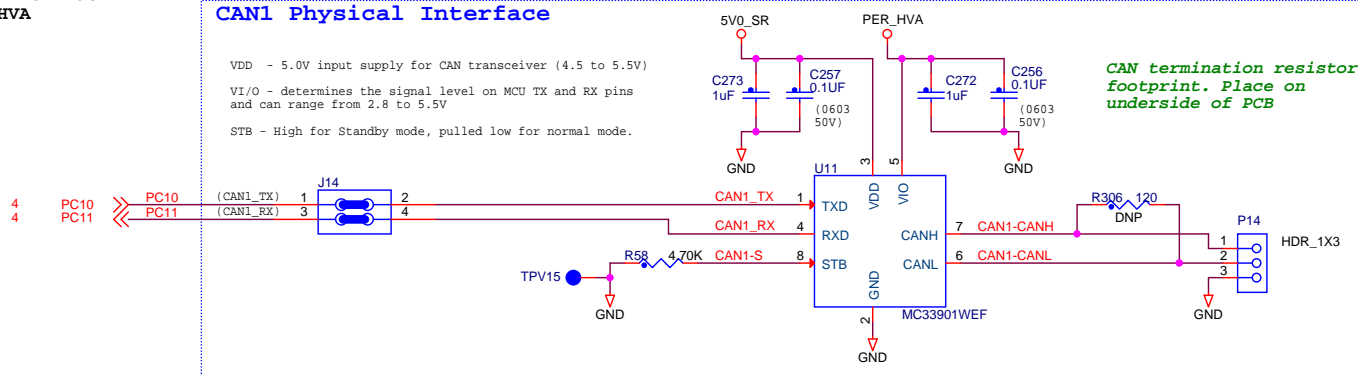 HVA
CAN1 Physical Interface
VDD - 5.0V input supply for CAN transceiver (4.5 to 5.5V)
VI/O - determines the signal level on MCU TX and RX pins
and can range from 2.8 to 5.5V
STB - High for Standby mode, pulled low for normal mode.
5V0_SR
PER_HVA
C273
1uF
C257
0.1UF
(0603
50V)
C272
1uF
C256
0.1UF
(0603
50V)
CAN termination resistor
footprint. Place on
underside of PCB
GND
GND
U11
3
5
VDD
VIO
J14
4 PC10 PC10 (CAN1_TX) 1 2 CAN1_TX 1 TXD
4 PC11 PC11 (CAN1_RX) 3 4 CAN1_RX 4 RXD
R58 4.70K CAN1-S 8 STB
TPV15
GND
CANH 7 CAN1-CANH
CANL 6 CAN1-CANL
GND
2
MC33901WEF
GND
R306 120
DNP
P14
1
2
3
HDR_1X3
GND